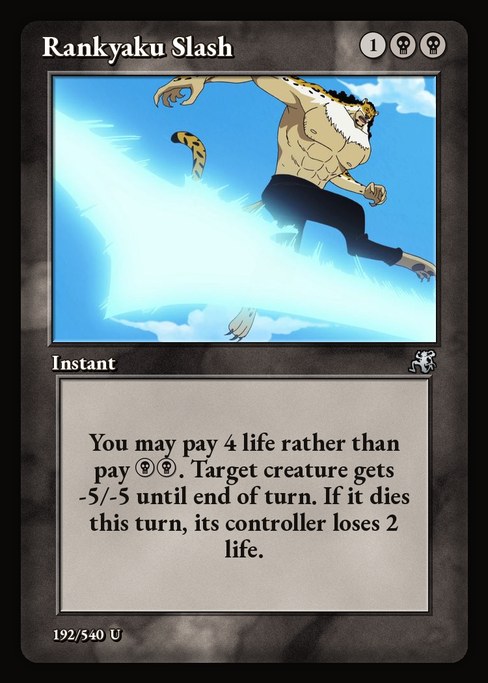 Rankyaku Slash 1
Instant
You may pay 4 life rather than
pay . Target creature gets
-5/-5 until end of turn. If it dies
this turn, its controller loses 2
life.
192/540 U